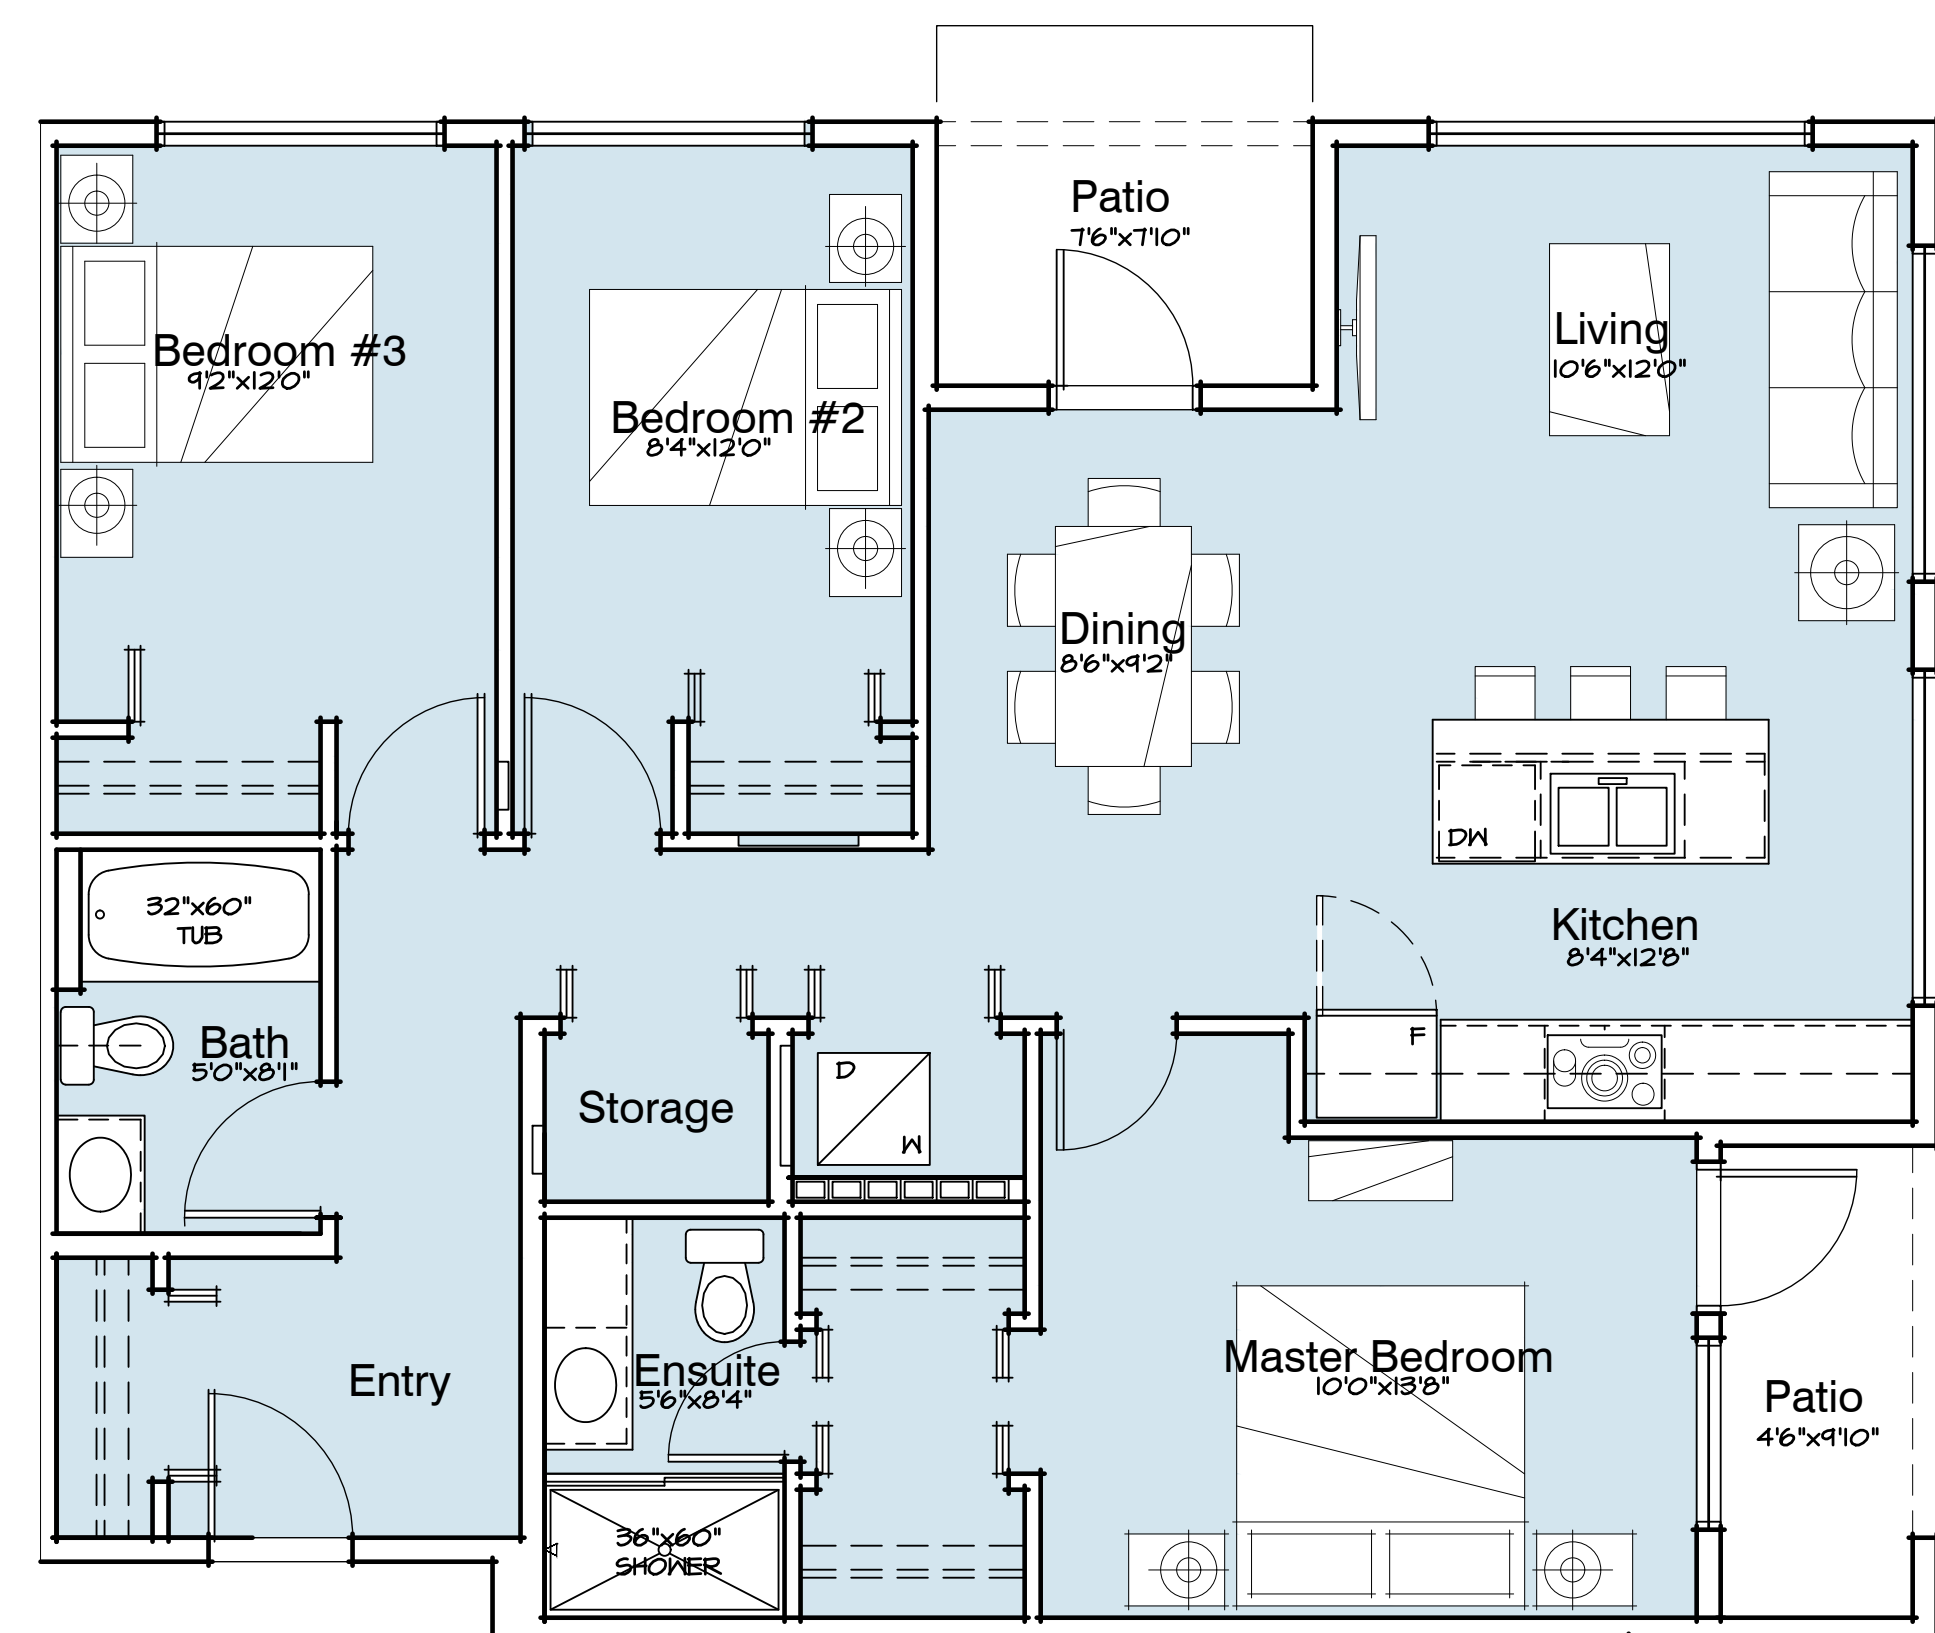 Patio
7'6"x7'10"
Living
10'6"x12'0"
Bedroom #3
9'2"x12'0"
Bedroom #2
8'4"x12'0"
Dining
8'6"x9'2"
DW
32"x60"
TUB
Kitchen
8'4"x12'8"
F
Bath
5'0"x8'1"
Storage
D
W
Entry
Ensuite
5'6"x8'4"
Master Bedroom
10'0"x13'8"
Patio
4'6"x9'10"
36"x60"
SHOWER